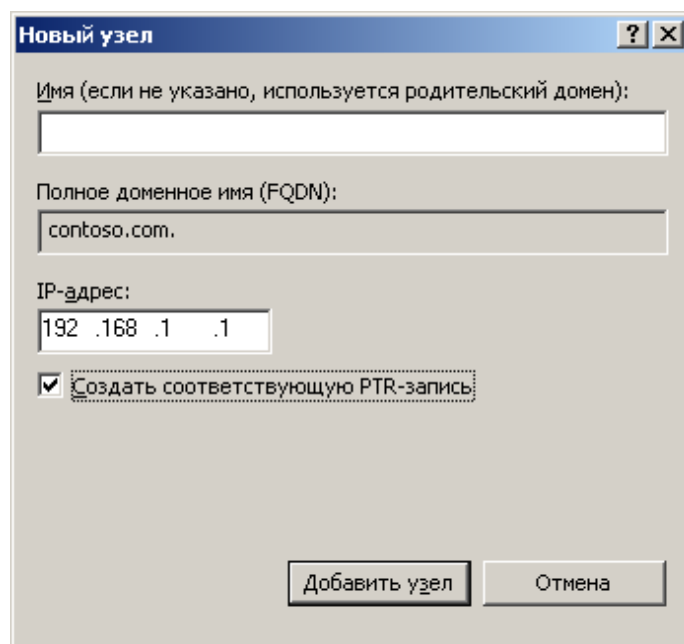 Новый узел
Имя (если не указано, используется родительский домен):
Полное доменное имя (FQDN):
contoso.com.
IP-адрес:
192 .168 .1 .1
Создать соответствующую PTR-запись
Добавить узел
Отмена